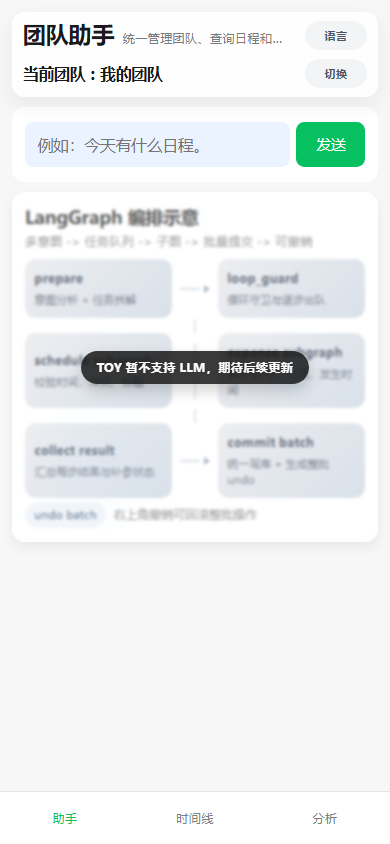 团队助手 统一管理团队、查询日程和...
语言
当前团队：我的团队
切换
例如：今天有什么日程。
发送
LangGraph 编排示意
多意图 -> 任务队列 -> 子图 -> 批量提交 -> 可撤销
prepare
意图分析 + 任务拆解
loop_guard
循环守卫与逐步出队
TOY 暂不支持 LLM，期待后续更新
collect result
汇总每步结果与补参状态
commit batch
统一写库 + 生成整批
undo
undo batch 右上角撤销可回滚整批操作
助手
时间线
分析